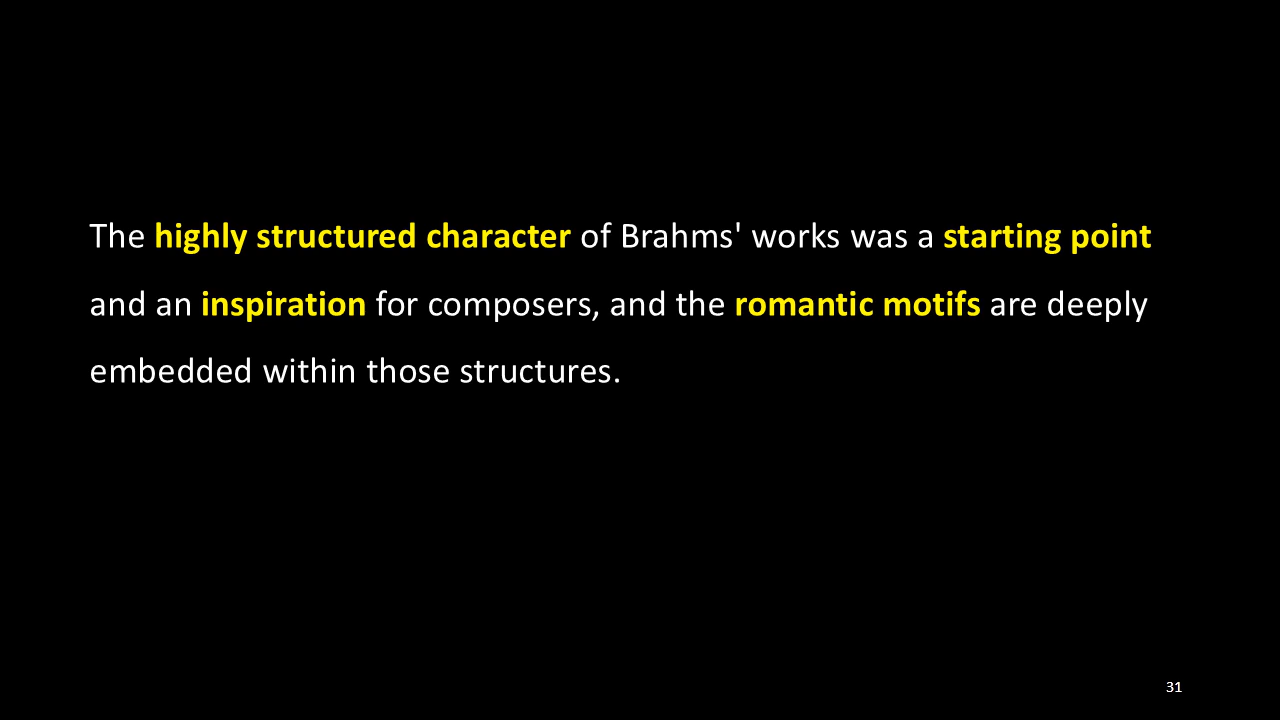 The highly structured character of Brahms' works was a starting point
and an inspiration for composers, and the romantic motifs are deeply
embedded within those structures.
31